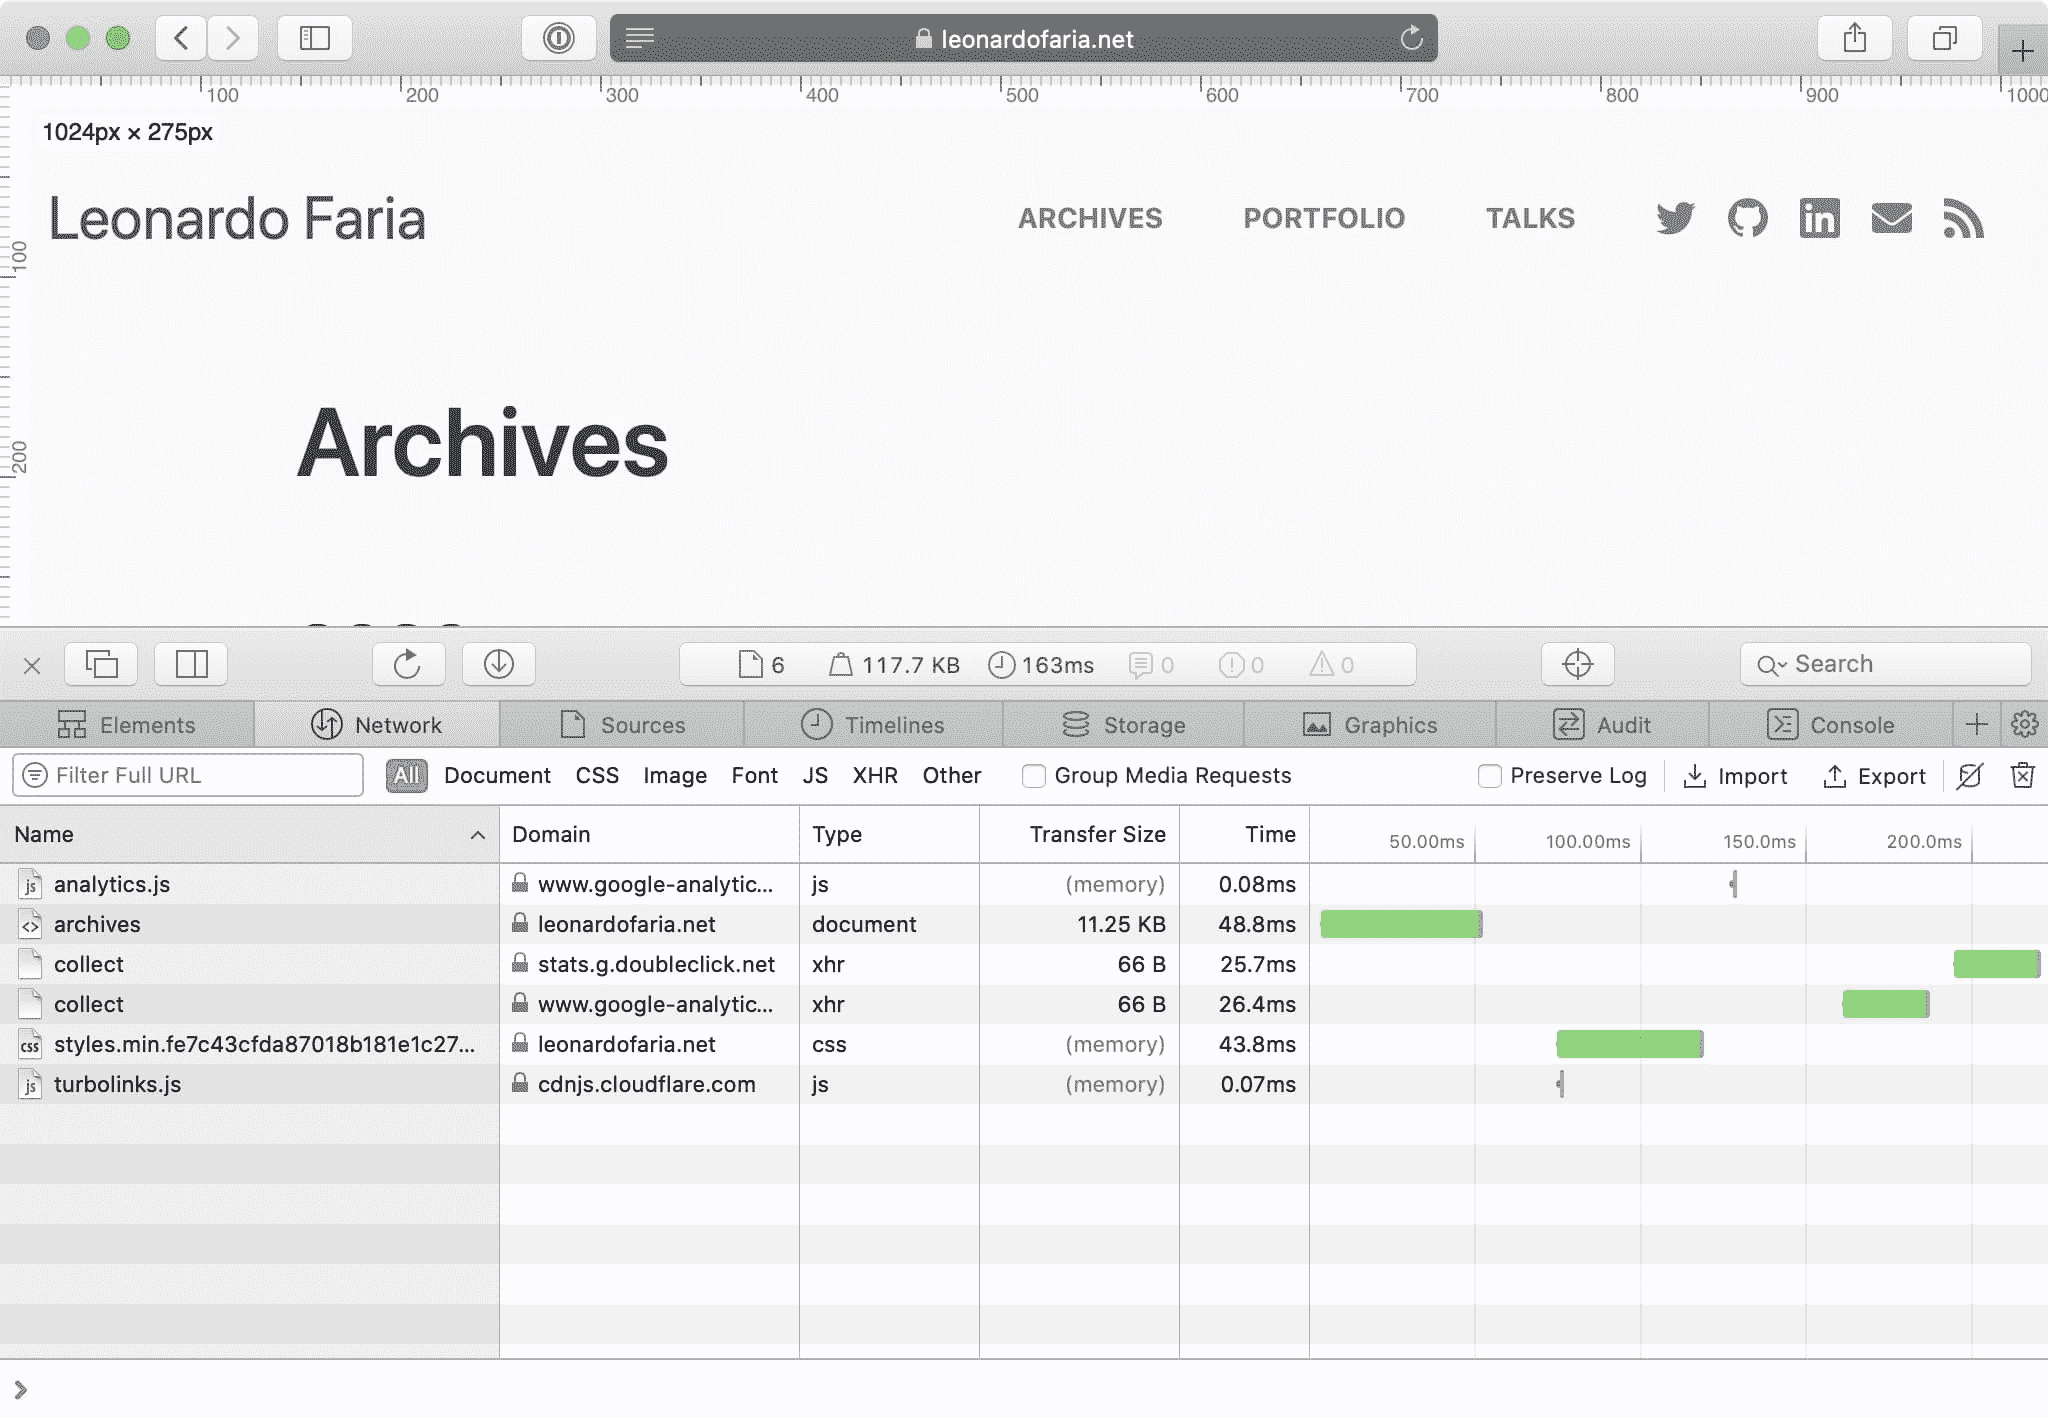 leonardofaria.net
100 200 300 400 500 600 700 800 900 1000
1024px × 275px
100
200
Leonardo Faria ARCHIVES PORTFOLIO TALKS
Archives
6 117.7 KB 163ms 0 0 0 Search
Elements Network Sources Timelines Storage Graphics Audit Console
Filter Full URL All Document CSS Image Font JS XHR Other Group Media Requests Preserve Log Import Export
Name Domain Type Transfer Size Time 50.00ms 100.00ms 150.0ms 200.0ms
analytics.js www.google-analytic... js (memory) 0.08ms
archives leonardofaria.net document 11.25 KB 48.8ms
collect stats.g.doubleclick.net xhr 66 B 25.7ms
collect www.google-analytic... xhr 66 B 26.4ms
styles.min.fe7c43cfda87018b181e1c27... leonardofaria.net css (memory) 43.8ms
turbolinks.js cdnjs.cloudflare.com js (memory) 0.07ms